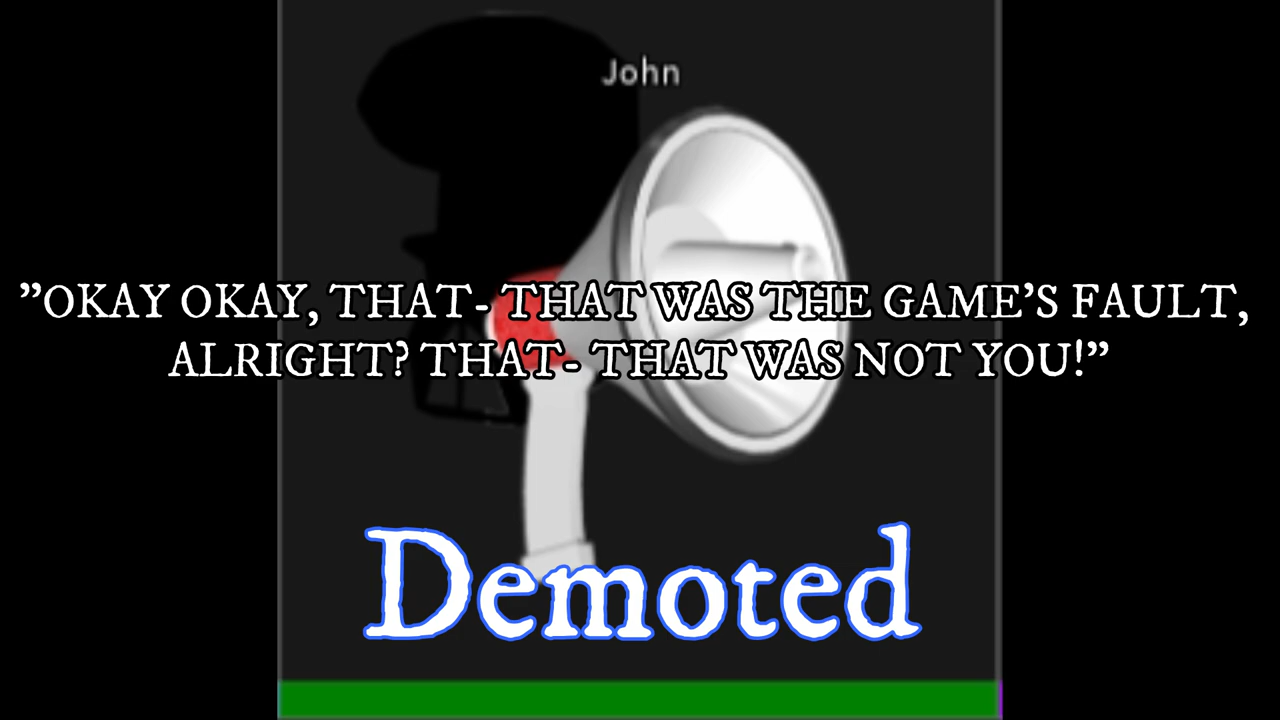 John
”OKAY OKAY, THAT- THAT WAS THE GAME’S FAULT,
ALRIGHT? THAT- THAT WAS NOT YOU!”
Demoted